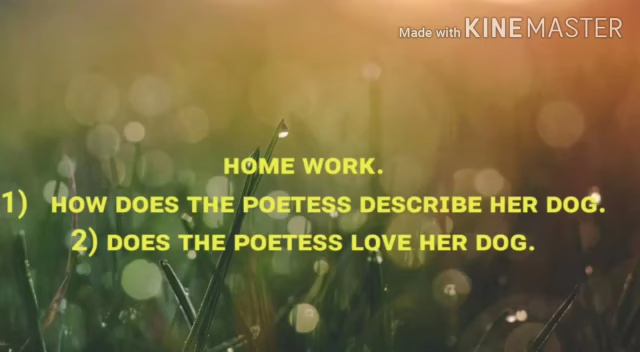 Made with KINEMASTER
HOME WORK.
1) HOW DOES THE POETESS DESCRIBE HER DOG.
2) DOES THE POETESS LOVE HER DOG.